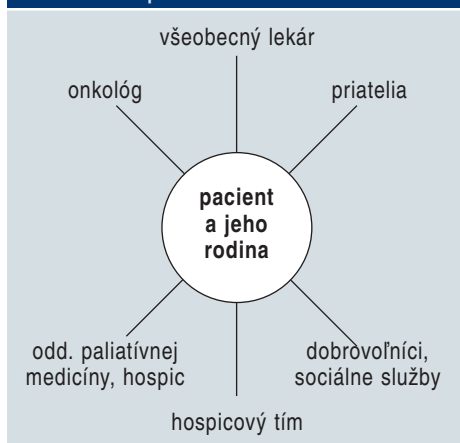 všeobecný lekár
onkológ
priatelia
pacient
a jeho
rodina
odd. paliatívnej
medicíny, hospic
dobrovoľníci,
sociálne služby
hospicový tím